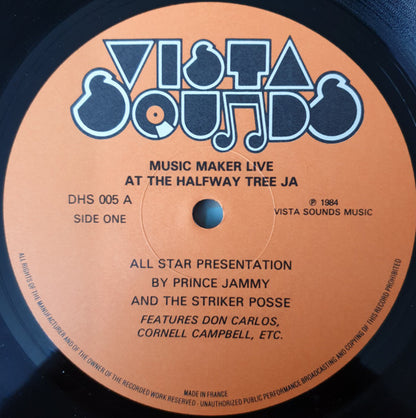 VISTA
SOUNDS
MUSIC MAKER LIVE
AT THE HALFWAY TREE JA
DHS 005 A
SIDE ONE
℗ 1984
VISTA SOUNDS MUSIC
ALL STAR PRESENTATION
BY PRINCE JAMMY
AND THE STRIKER POSSE
FEATURES DON CARLOS,
CORNELL CAMPBELL, ETC.
ALL RIGHTS OF THE MANUFACTURER AND OF THE OWNER OF THE RECORDED WORK RESERVED - UNAUTHORIZED PUBLIC PERFORMANCE BROADCASTING AND COPYING OF THIS RECORD PROHIBITED
MADE IN FRANCE